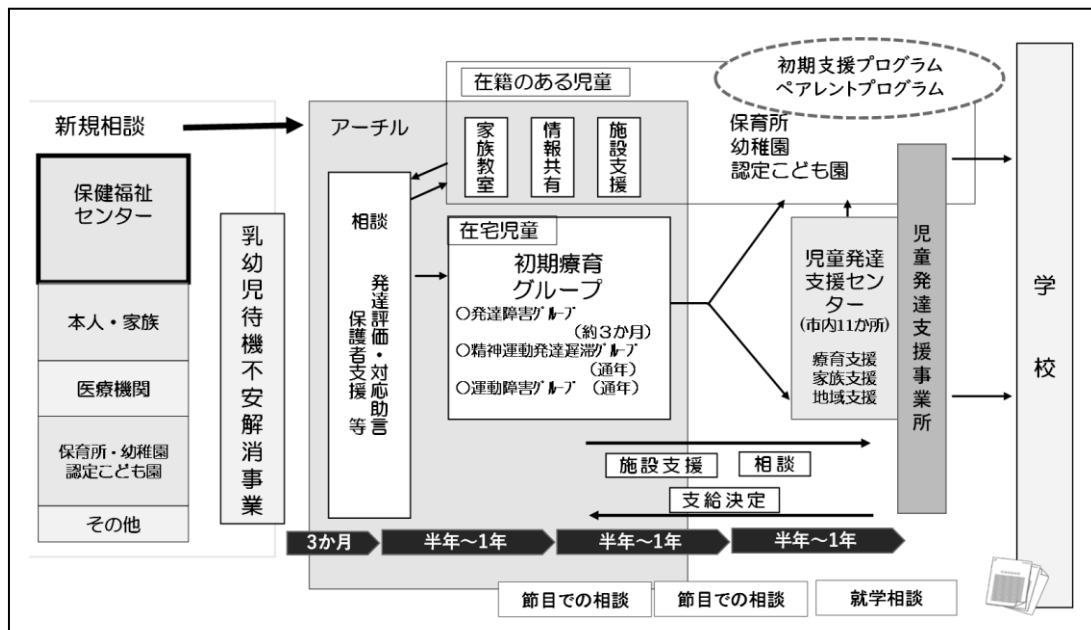 新規相談
保健福祉
センター
本人・家族
医療機関
保育所・幼稚園
認定こども園
その他
乳幼児待機不安解消事業
アーチル
相談
発達評価・対応助言
保護者支援 等
在籍のある児童
家族教室
情報共有
施設支援
在宅児童
初期療育
グループ
○発達障害グループ
(約3か月)
○精神運動発達遅滞グループ
(通年)
○運動障害グループ (通年)
初期支援プログラム
ペアレントプログラム
保育所
幼稚園
認定こども園
児童発達
支援セン
ター
(市内11か所)
療育支援
家族支援
地域支援
児童発達支援事業所
学校
施設支援
相談
支給決定
3か月
半年～1年
半年～1年
半年～1年
節目での相談
節目での相談
就学相談